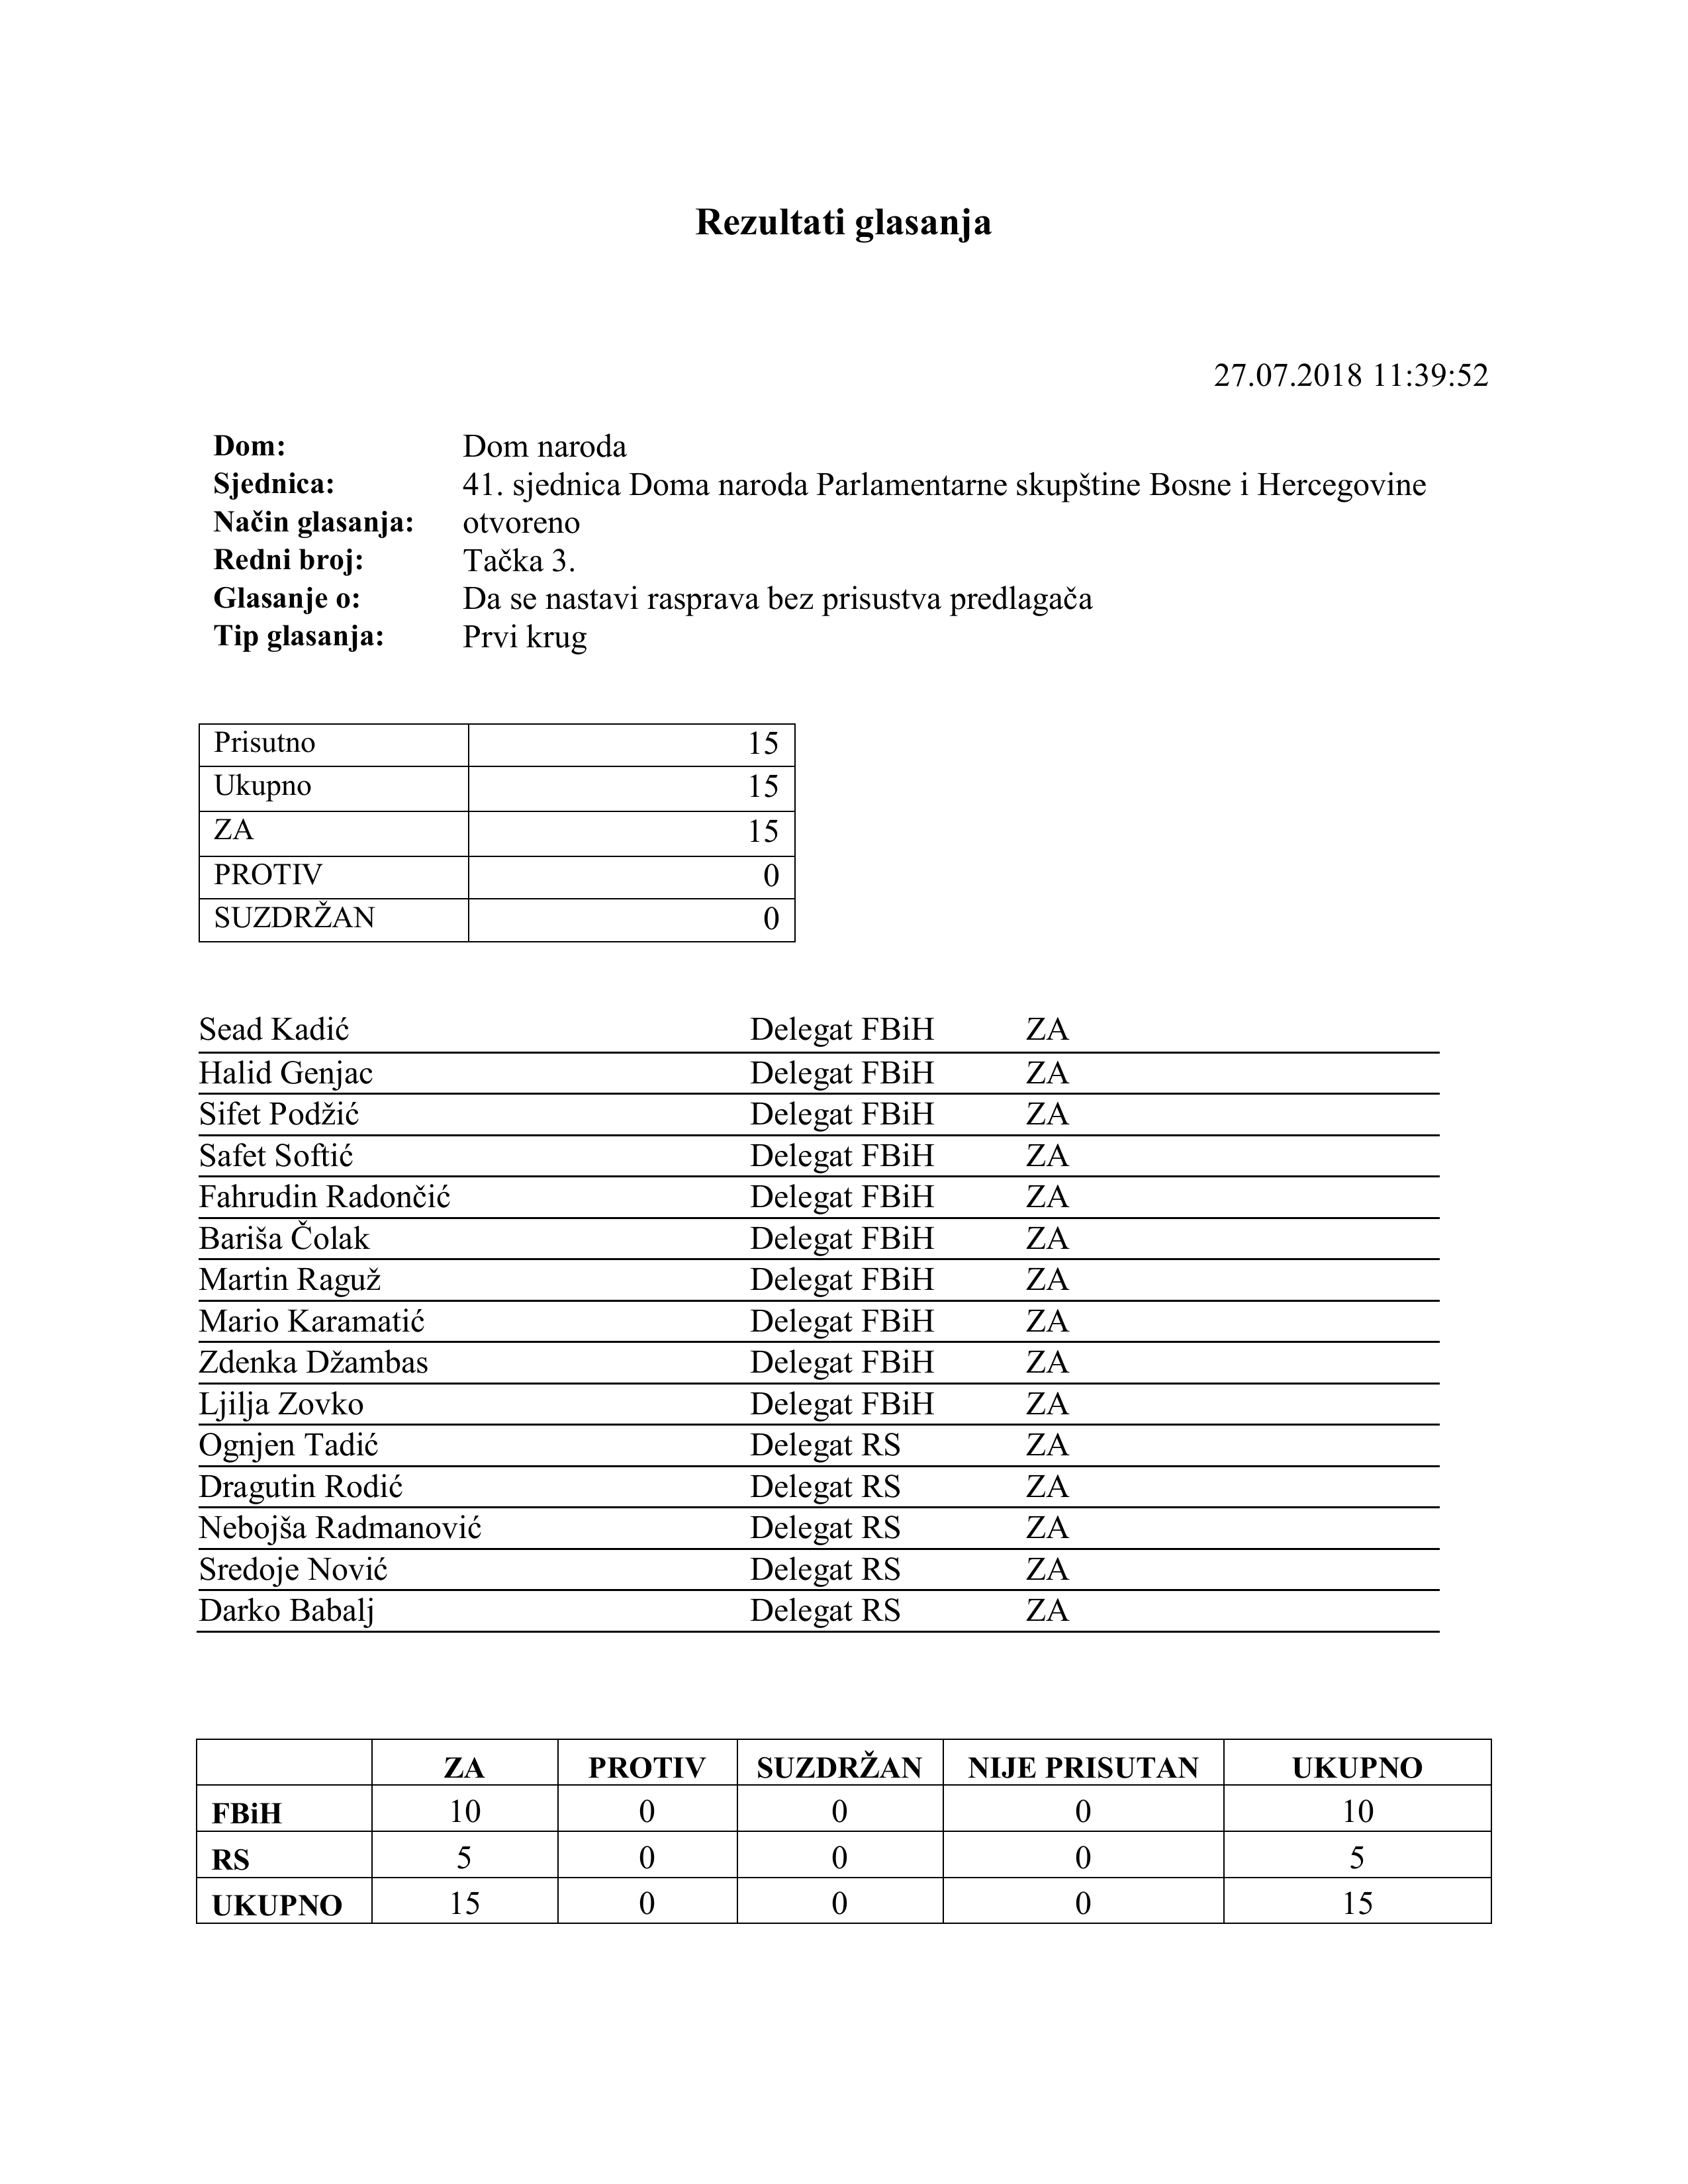 Rezultati glasanja
27.07.2018 11:39:52
Dom: Dom naroda
Sjednica: 41. sjednica Doma naroda Parlamentarne skupštine Bosne i Hercegovine
Način glasanja: otvoreno
Redni broj: Tačka 3.
Glasanje o: Da se nastavi rasprava bez prisustva predlagača
Tip glasanja: Prvi krug
Prisutno 15
Ukupno 15
ZA 15
PROTIV 0
SUZDRŽAN 0
Sead Kadić Delegat FBiH ZA
Halid Genjac Delegat FBiH ZA
Sifet Podžić Delegat FBiH ZA
Safet Softić Delegat FBiH ZA
Fahrudin Radončić Delegat FBiH ZA
Bariša Čolak Delegat FBiH ZA
Martin Raguž Delegat FBiH ZA
Mario Karamatić Delegat FBiH ZA
Zdenka Džambas Delegat FBiH ZA
Ljilja Zovko Delegat FBiH ZA
Ognjen Tadić Delegat RS ZA
Dragutin Rodić Delegat RS ZA
Nebojša Radmanović Delegat RS ZA
Sredoje Nović Delegat RS ZA
Darko Babalj Delegat RS ZA
ZA PROTIV SUZDRŽAN NIJE PRISUTAN UKUPNO
FBiH 10 0 0 0 10
RS 5 0 0 0 5
UKUPNO 15 0 0 0 15